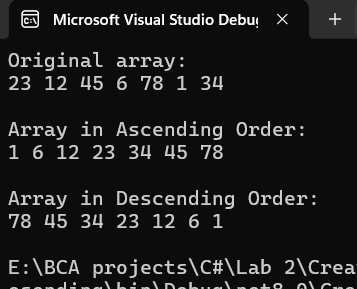 Microsoft Visual Studio Debug
Original array:
23 12 45 6 78 1 34
Array in Ascending Order:
1 6 12 23 34 45 78
Array in Descending Order:
78 45 34 23 12 6 1
E:\BCA projects\C#\Lab 2\Crea